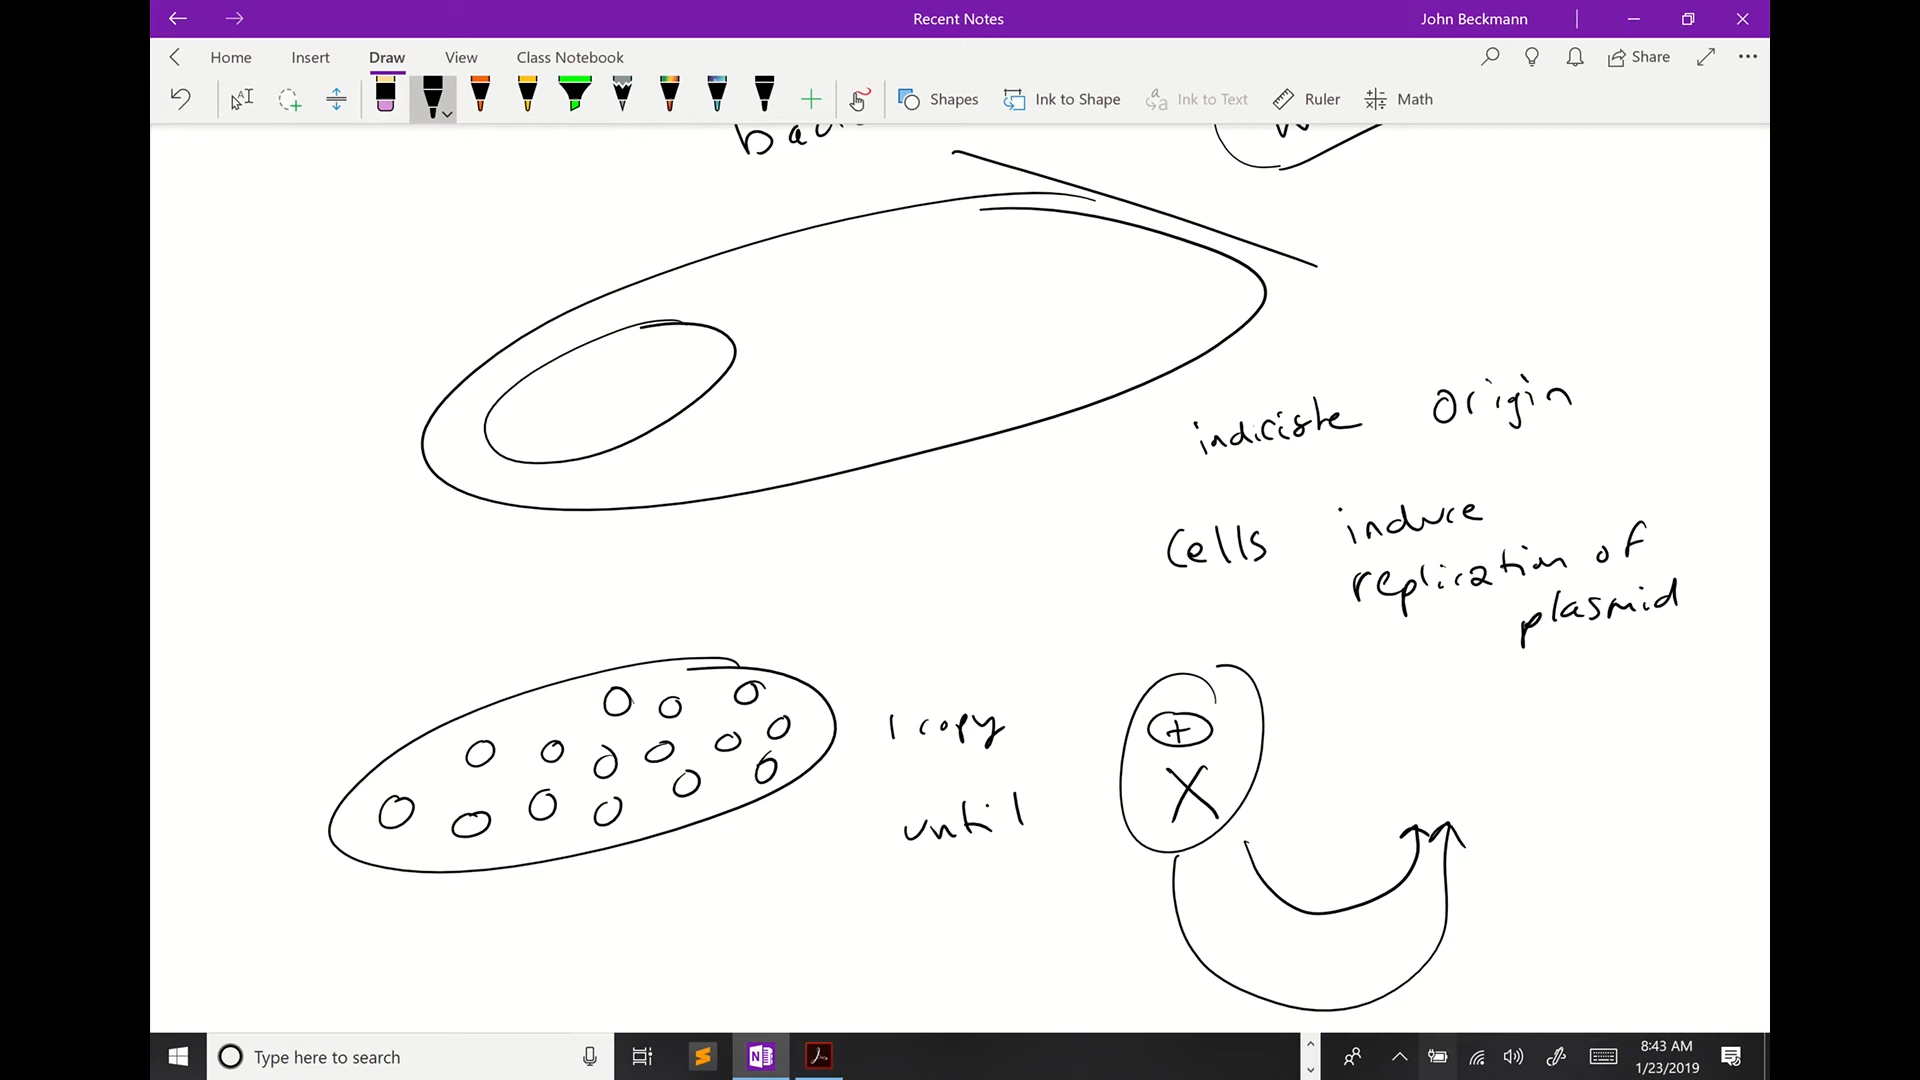 Recent Notes
John Beckmann
Home Insert Draw View Class Notebook
Share
Shapes Ink to Shape Ink to Text Ruler Math
indiciste origin
Cells induce
replication of
plasmid
1 copy
until
+
X
Type here to search
8:43 AM
1/23/2019